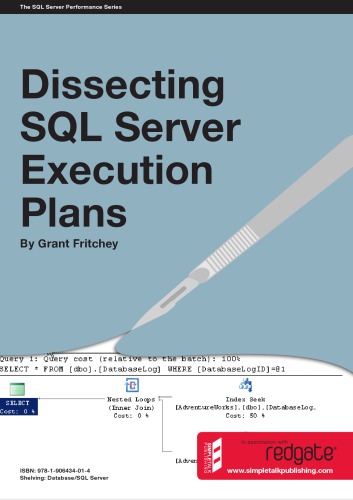 The SQL Server Performance Series
Dissecting
SQL Server
Execution
Plans
By Grant Fritchey
Query 1: Query cost (relative to the batch): 100%
SELECT * FROM [dbo].[DatabaseLog] WHERE [DatabaseLogID]=@1
SELECT
Cost: 0 %
Nested Loops
(Inner Join)
Cost: 0 %
Index Seek
[AdventureWorks].[dbo].[DatabaseLog.
Cost: 50 %
[Adven
In association with
redgate
www.simpletalkpublishing.com
ISBN: 978-1-906434-01-4
Shelving: Database/SQL Server